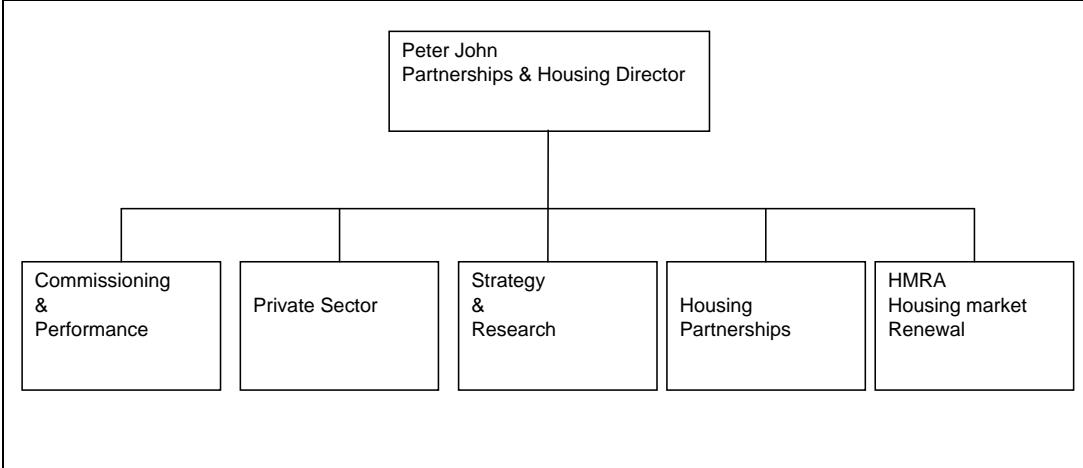 Peter John
Partnerships & Housing Director
Commissioning
&
Performance
Private Sector
Strategy
&
Research
Housing
Partnerships
HMRA
Housing market
Renewal